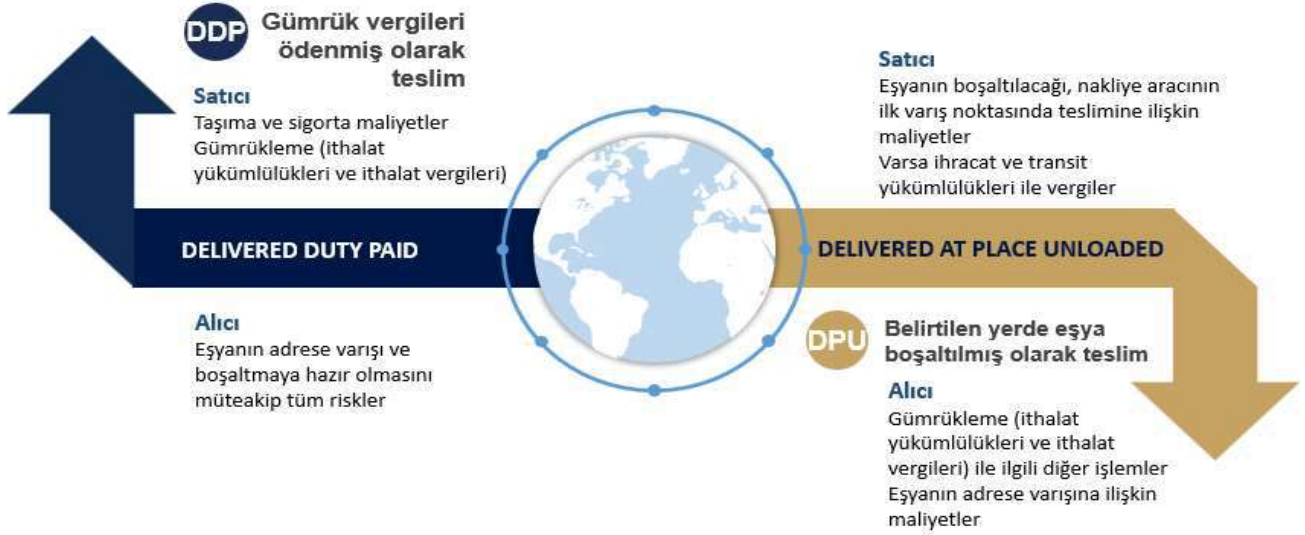 DDP
Gümrük vergileri
ödenmiş olarak
teslim
Satıcı
Taşıma ve sigorta maliyetler
Gümrükleme (ithalat
yükümlülükleri ve ithalat vergileri)
DELIVERED DUTY PAID
Alıcı
Eşyanın adrese varışı ve
boşaltmaya hazır olmasını
müteakip tüm riskler
Satıcı
Eşyanın boşaltılacağı, nakliye aracının
ilk varış noktasında teslimine ilişkin
maliyetler
Varsa ihracat ve transit
yükümlülükleri ile vergiler
DELIVERED AT PLACE UNLOADED
DPU
Belirtilen yerde eşya
boşaltılmış olarak teslim
Alıcı
Gümrükleme (ithalat
yükümlülükleri ve ithalat
vergileri) ile ilgili diğer işlemler
Eşyanın adrese varışına ilişkin
maliyetler